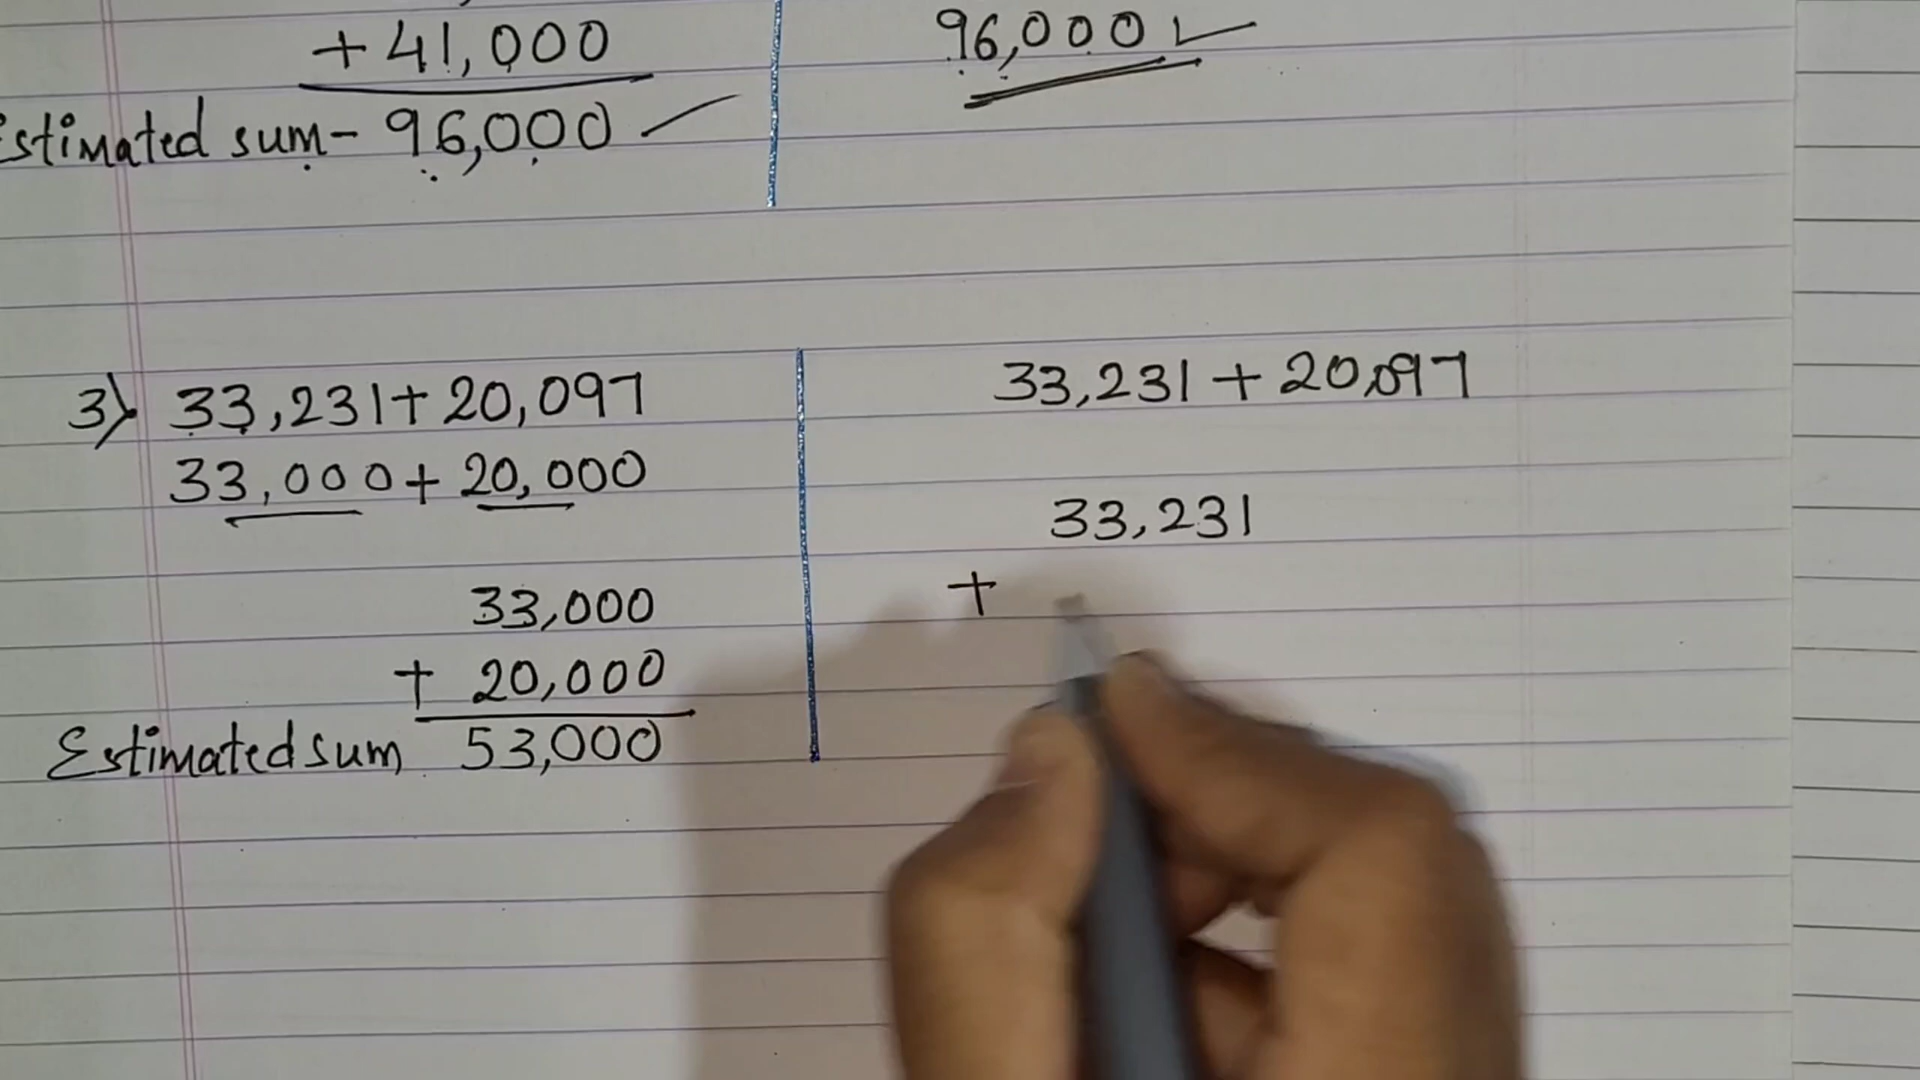 + 41,000
Estimated sum - 96,000
96,000
3) 33,231 + 20,097
33,000 + 20,000
33,000
+ 20,000
Estimated sum 53,000
33,231 + 20,097
33,231
+